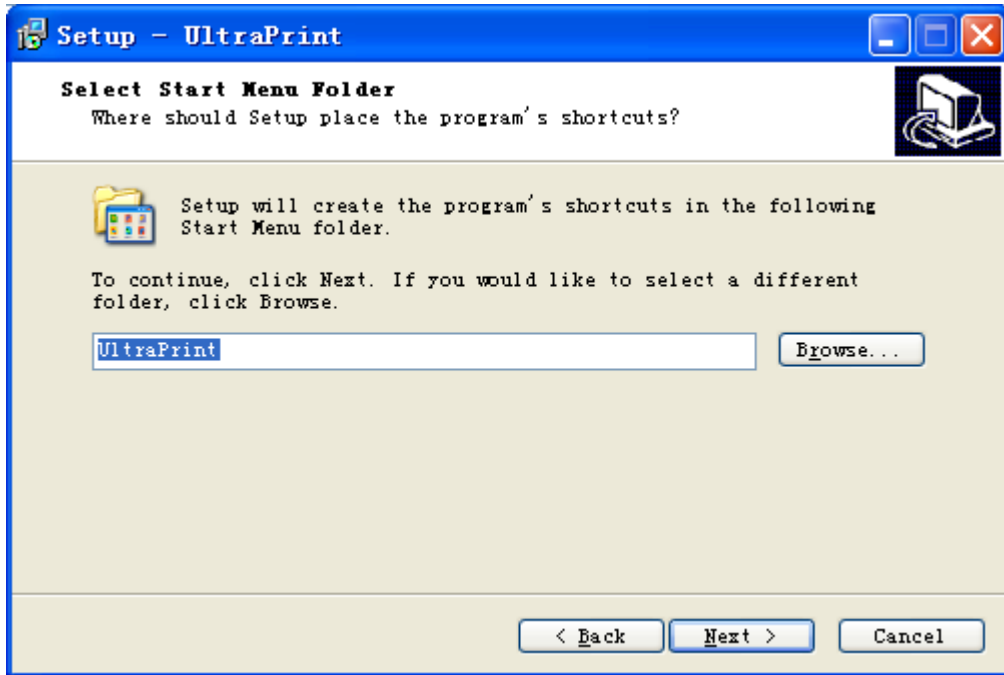 Setup - UltraPrint
Select Start Menu Folder
Where should Setup place the program's shortcuts?
Setup will create the program's shortcuts in the following
Start Menu folder.
To continue, click Next. If you would like to select a different
folder, click Browse.
UltraPrint
Browse...
< Back
Next >
Cancel